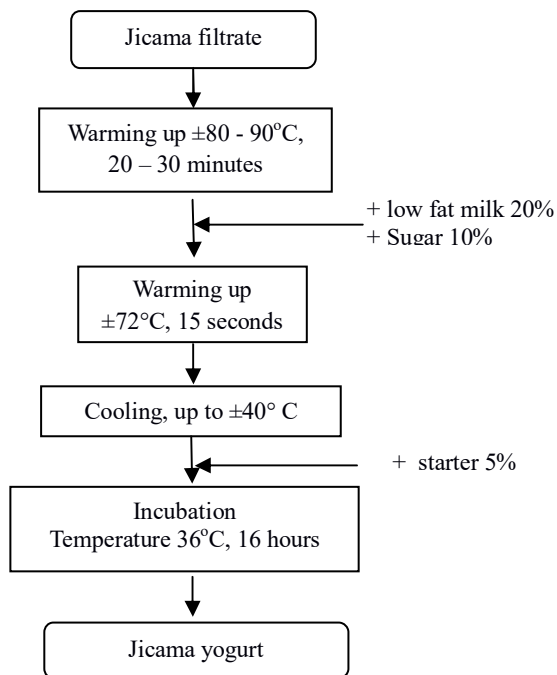 Jicama filtrate
Warming up ±80 - 90°C,
20 – 30 minutes
+ low fat milk 20%
+ Sugar 10%
Warming up
±72°C, 15 seconds
Cooling, up to ±40° C
+ starter 5%
Incubation
Temperature 36°C, 16 hours
Jicama yogurt